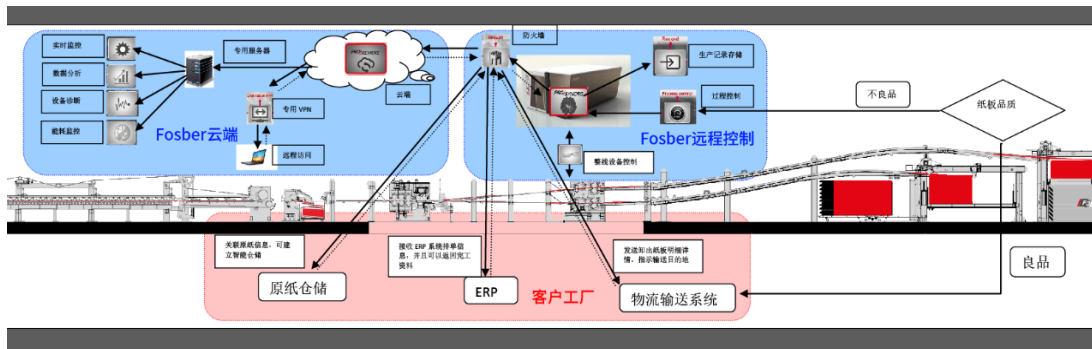 实时监控
数据分析
设备诊断
能耗监控
专用服务器
云端
专用 VPN
远程访问
Fosber云端
防火墙
Record
生产记录存储
Process control
过程控制
Fosber远程控制
整线设备控制
不良品
纸板品质
良品
关联原纸信息，可建
立智能仓储
原纸仓储
接收 ERP 系统排单信
息，并且可以返回完工
资料
ERP
客户工厂
发送卸出纸板明细详
情，指示输送目的地
物流输送系统